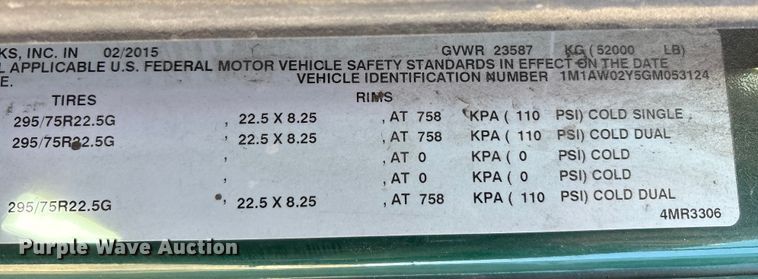 KS, INC. IN 02/2015 GVWR 23587 KG (52000 LB)
L APPLICABLE U.S. FEDERAL MOTOR VEHICLE SAFETY STANDARDS IN EFFECT ON THE DATE
E. VEHICLE IDENTIFICATION NUMBER 1M1AW02Y5GM053124
TIRES RIMS
295/75R22.5G , 22.5 X 8.25 , AT 758 KPA ( 110 PSI) COLD SINGLE
295/75R22.5G , 22.5 X 8.25 , AT 758 KPA ( 110 PSI) COLD DUAL
, , AT 0 KPA ( 0 PSI) COLD
, , AT 0 KPA ( 0 PSI) COLD
295/75R22.5G , 22.5 X 8.25 , AT 758 KPA ( 110 PSI) COLD DUAL
4MR3306
Purple Wave Auction